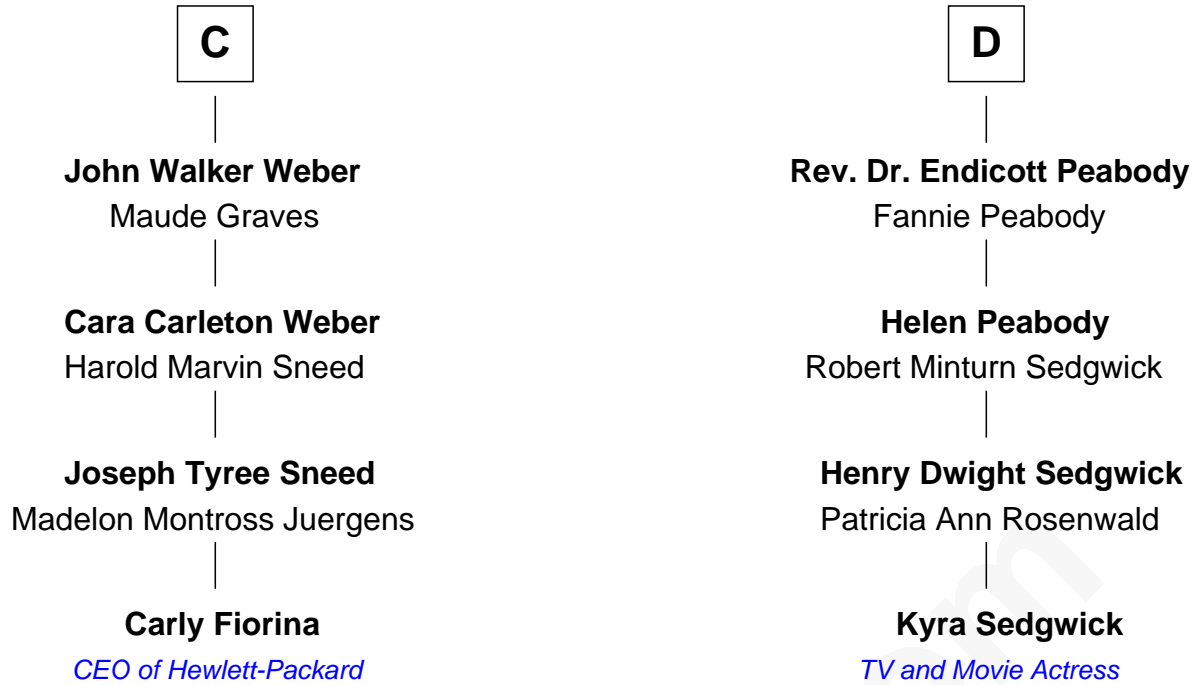 C
John Walker Weber
Maude Graves
Cara Carleton Weber
Harold Marvin Sneed
Joseph Tyree Sneed
Madelon Montross Juergens
Carly Fiorina
CEO of Hewlett-Packard
D
Rev. Dr. Endicott Peabody
Fannie Peabody
Helen Peabody
Robert Minturn Sedgwick
Henry Dwight Sedgwick
Patricia Ann Rosenwald
Kyra Sedgwick
TV and Movie Actress